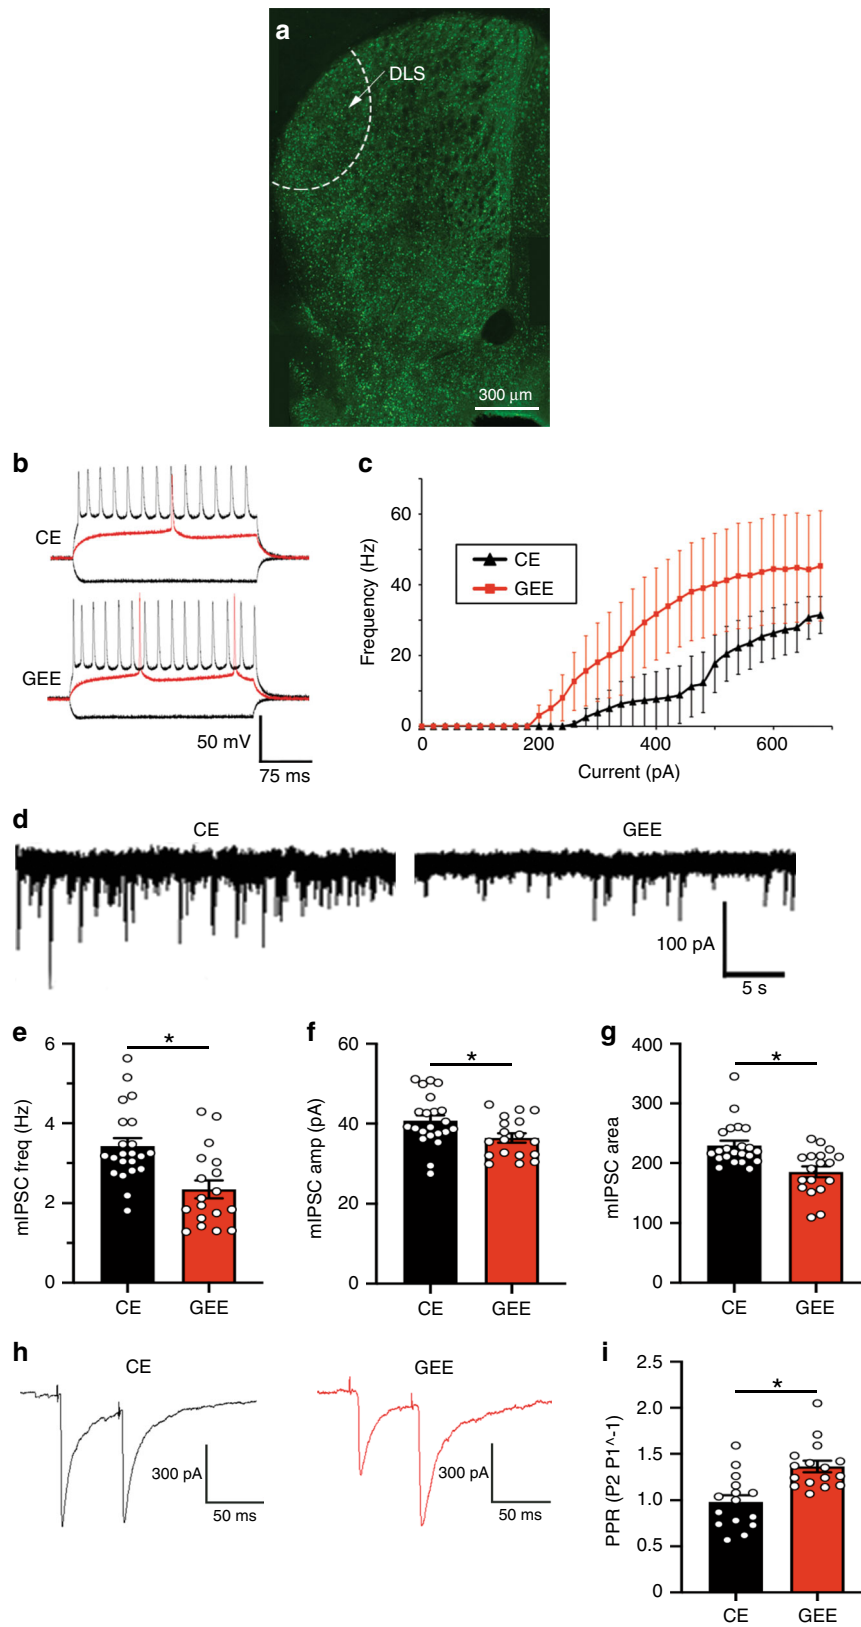 a
DLS
300 µm
b
CE
GEE
50 mV
75 ms
c
Frequency (Hz)
60
40
20
0
CE
GEE
0
200
400
600
Current (pA)
d
CE
GEE
100 pA
5 s
e
mIPSC freq (Hz)
6
4
2
0
*
CE
GEE
f
mIPSC amp (pA)
60
40
20
0
*
CE
GEE
g
mIPSC area
400
300
200
100
0
*
CE
GEE
h
CE
GEE
300 pA
50 ms
300 pA
50 ms
i
PPR (P2 P1^-1)
2.5
2.0
1.5
1.0
0.5
0
*
CE
GEE